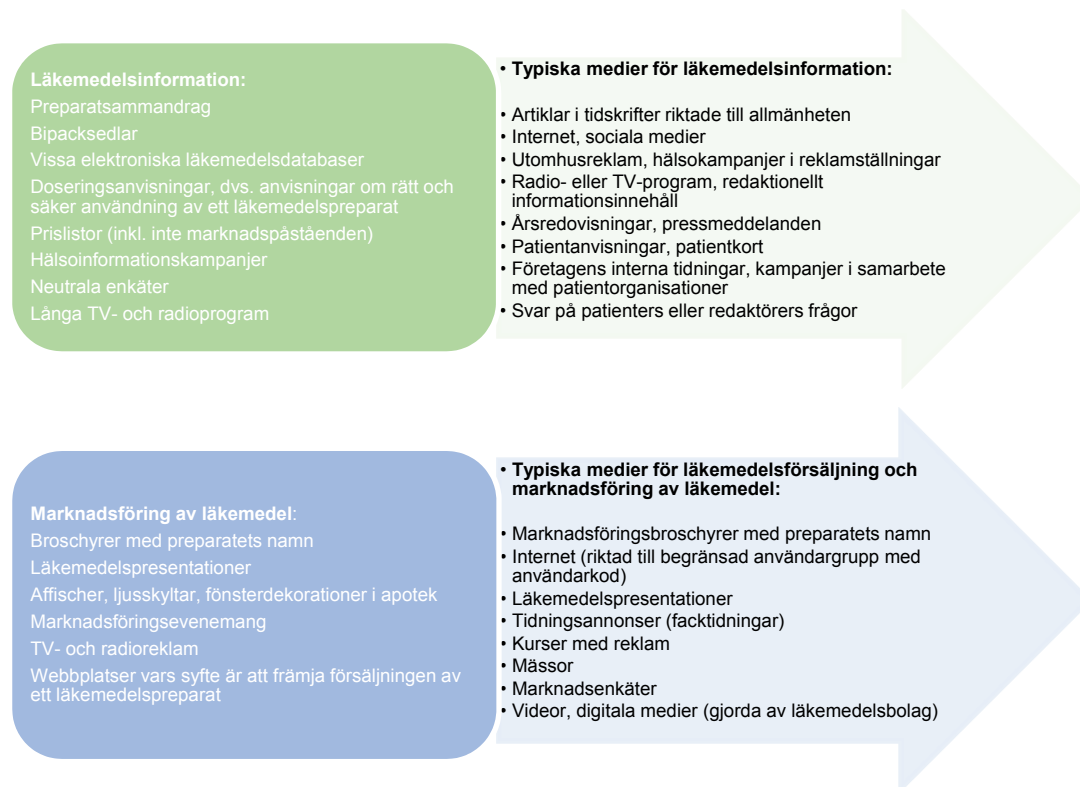 Läkemedelsinformation:
Preparatsammandrag
Bipacksedlar
Vissa elektroniska läkemedelsdatabaser
Doseringsanvisningar, dvs. anvisningar om rätt och
säker användning av ett läkemedelspreparat
Prislistor (inkl. inte marknadspåståenden)
Hälsoinformationskampanjer
Neutrala enkäter
Långa TV- och radioprogram
• Typiska medier för läkemedelsinformation:
• Artiklar i tidskrifter riktade till allmänheten
• Internet, sociala medier
• Utomhusreklam, hälsokampanjer i reklamställningar
• Radio- eller TV-program, redaktionellt
informationsinnehåll
• Årsredovisningar, pressmeddelanden
• Patientanvisningar, patientkort
• Företagens interna tidningar, kampanjer i samarbete
med patientorganisationer
• Svar på patienters eller redaktörers frågor
Marknadsföring av läkemedel:
Broschyrer med preparatets namn
Läkemedelspresentationer
Affischer, ljusskyltar, fönsterdekorationer i apotek
Marknadsföringsevenemang
TV- och radioreklam
Webbplatser vars syfte är att främja försäljningen av
ett läkemedelspreparat
• Typiska medier för läkemedelsförsäljning och
marknadsföring av läkemedel:
• Marknadsföringsbroschyrer med preparatets namn
• Internet (riktad till begränsad användargrupp med
användarkod)
• Läkemedelspresentationer
• Tidningsannonser (facktidningar)
• Kurser med reklam
• Mässor
• Marknadsenkäter
• Videor, digitala medier (gjorda av läkemedelsbolag)